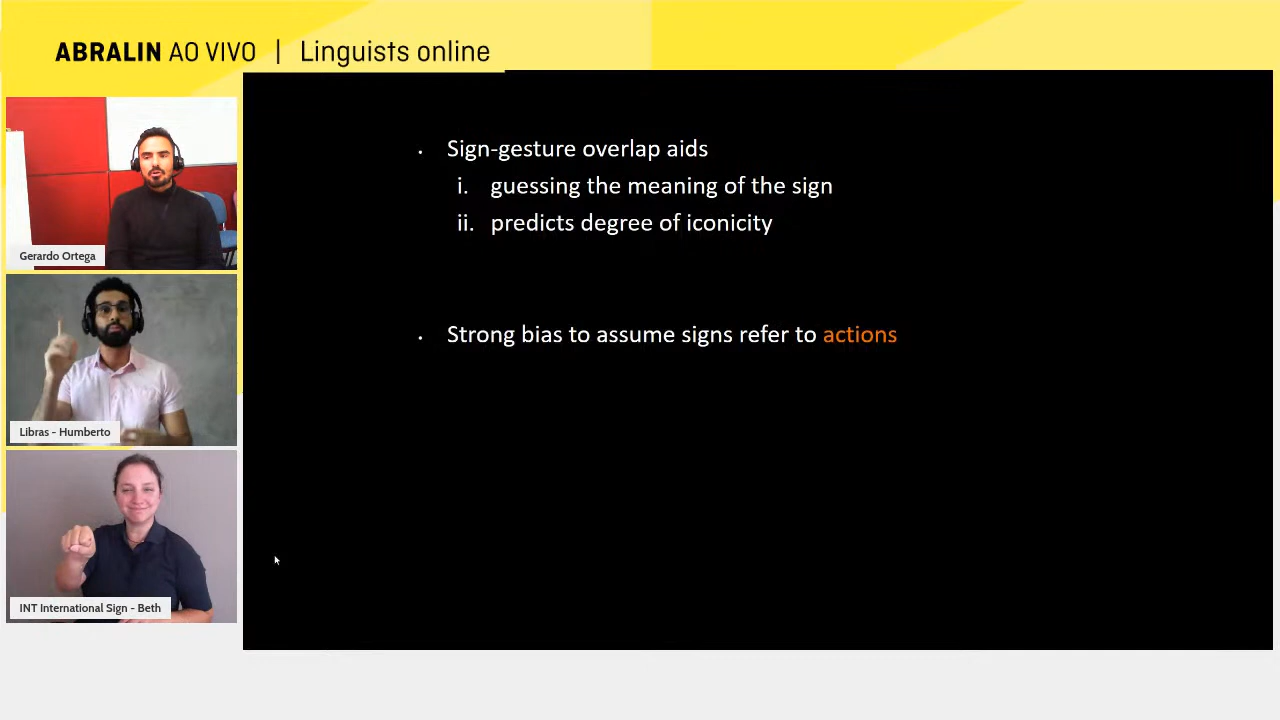 ABRALIN AO VIVO | Linguists online
Gerardo Ortega
Libras - Humberto
INT International Sign - Beth
· Sign-gesture overlap aids
i. guessing the meaning of the sign
ii. predicts degree of iconicity
· Strong bias to assume signs refer to actions